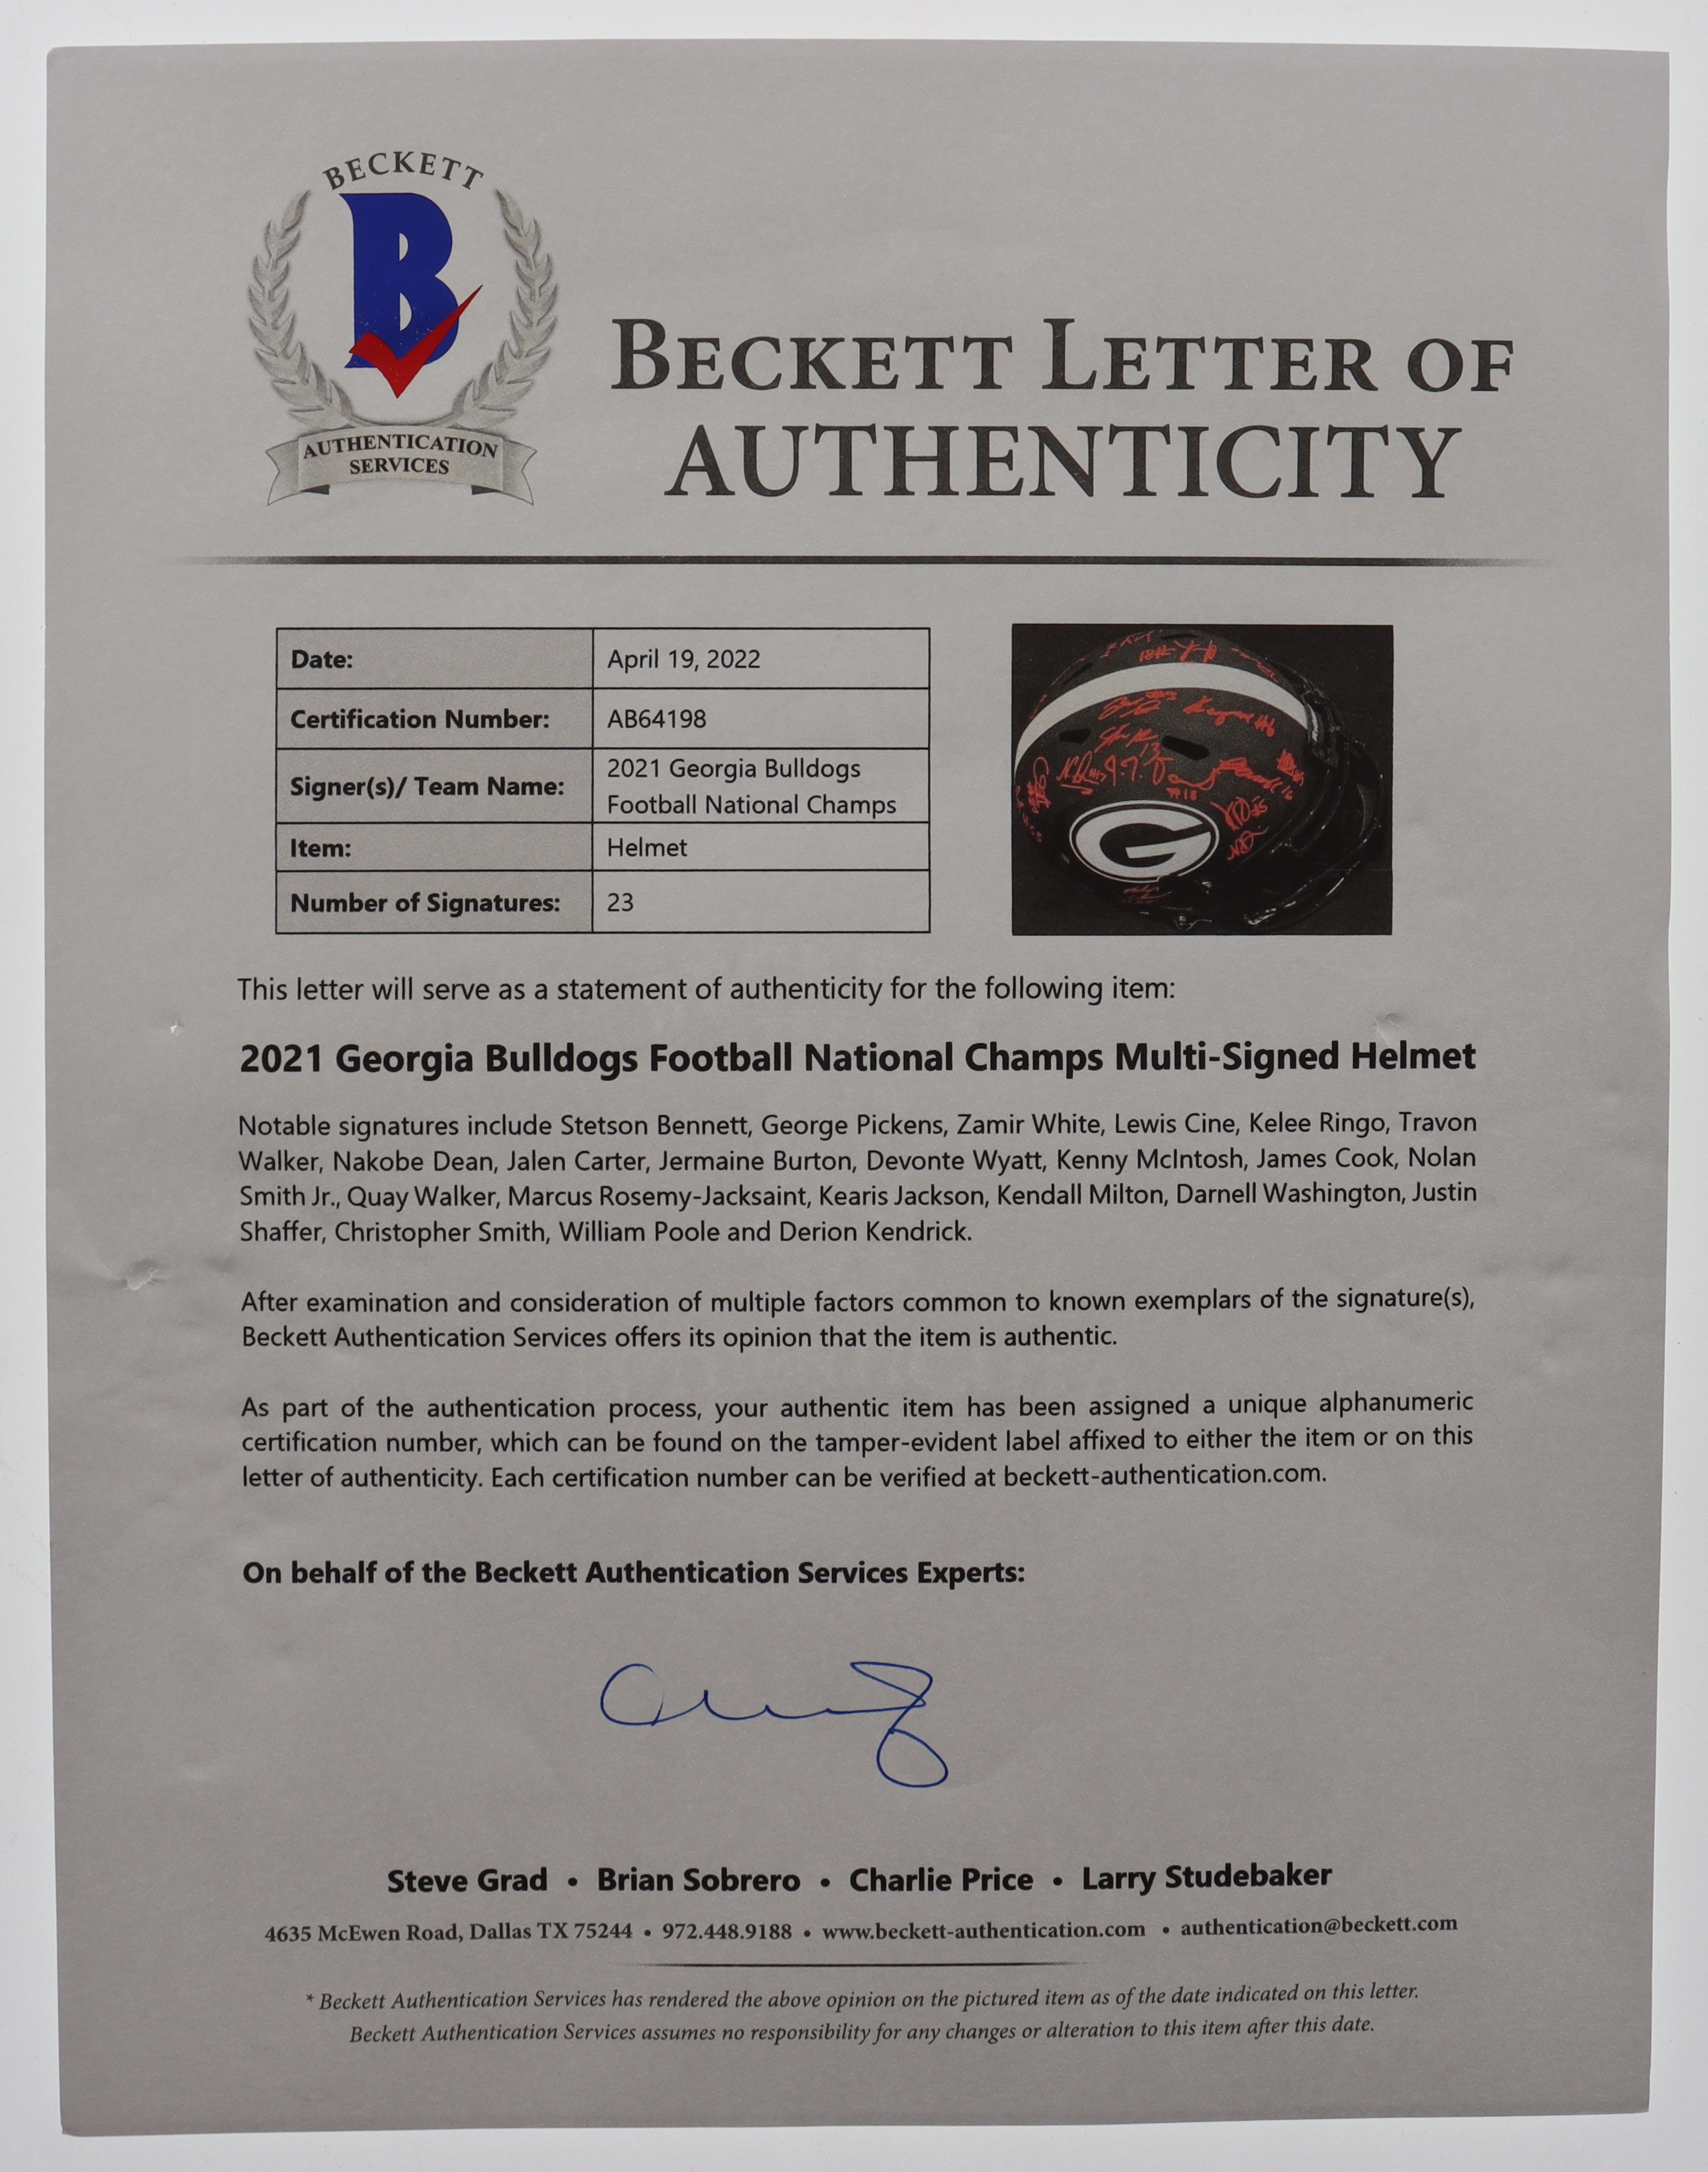 BECKETT
B
AUTHENTICATION
SERVICES
BECKETT LETTER OF
AUTHENTICITY
Date: April 19, 2022
Certification Number: AB64198
Signer(s)/ Team Name: 2021 Georgia Bulldogs
Football National Champs
Item: Helmet
Number of Signatures: 23
G
This letter will serve as a statement of authenticity for the following item:
2021 Georgia Bulldogs Football National Champs Multi-Signed Helmet
Notable signatures include Stetson Bennett, George Pickens, Zamir White, Lewis Cine, Kelee Ringo, Travon
Walker, Nakobe Dean, Jalen Carter, Jermaine Burton, Devonte Wyatt, Kenny McIntosh, James Cook, Nolan
Smith Jr., Quay Walker, Marcus Rosemy-Jacksaint, Kearis Jackson, Kendall Milton, Darnell Washington, Justin
Shaffer, Christopher Smith, William Poole and Derion Kendrick.
After examination and consideration of multiple factors common to known exemplars of the signature(s),
Beckett Authentication Services offers its opinion that the item is authentic.
As part of the authentication process, your authentic item has been assigned a unique alphanumeric
certification number, which can be found on the tamper-evident label affixed to either the item or on this
letter of authenticity. Each certification number can be verified at beckett-authentication.com.
On behalf of the Beckett Authentication Services Experts:
Steve Grad • Brian Sobrero • Charlie Price • Larry Studebaker
4635 McEwen Road, Dallas TX 75244 • 972.448.9188 • www.beckett-authentication.com • authentication@beckett.com
* Beckett Authentication Services has rendered the above opinion on the pictured item as of the date indicated on this letter.
Beckett Authentication Services assumes no responsibility for any changes or alteration to this item after this date.